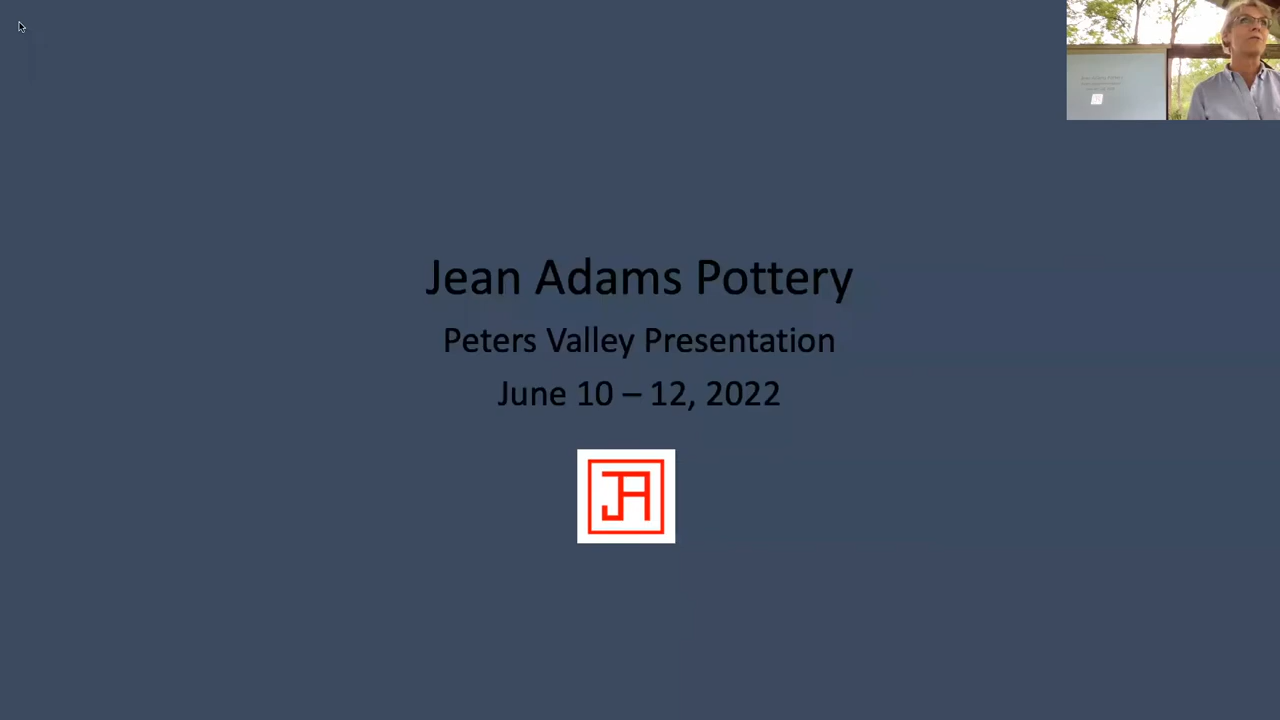 Jean Adams Pottery
Peters Valley Presentation
June 10 – 12, 2022
JA